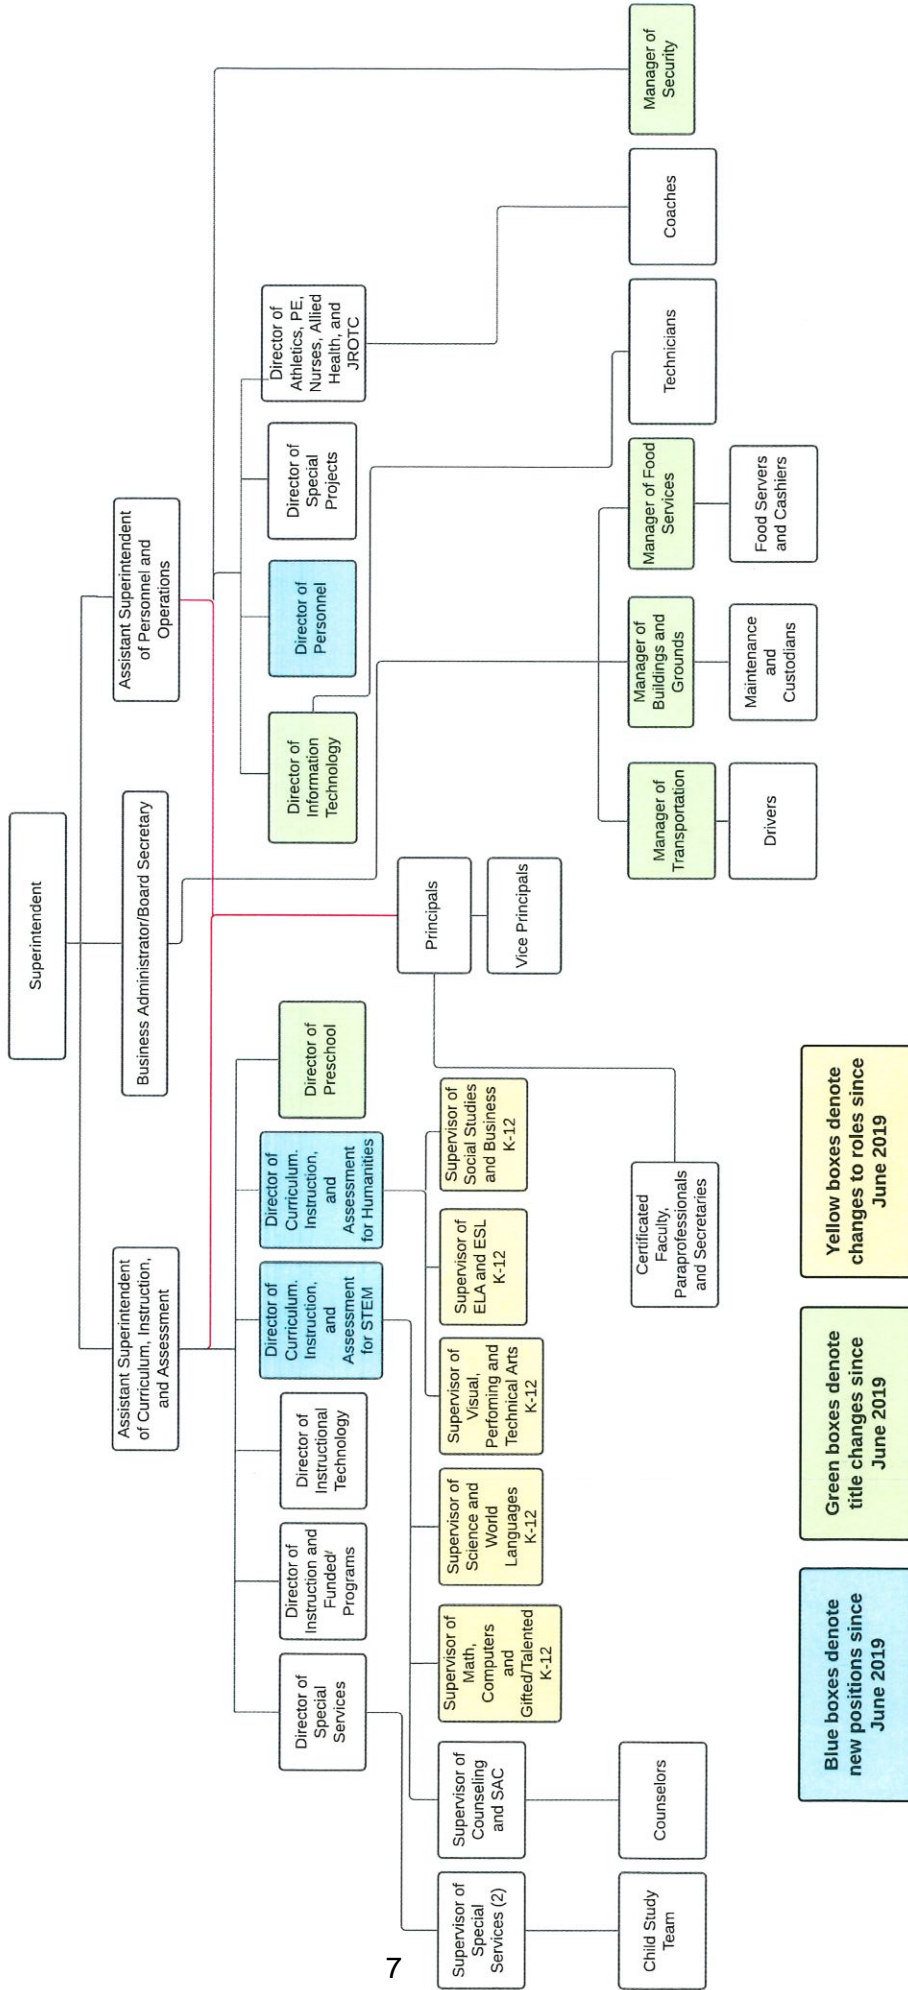 Superintendent
Assistant Superintendent
of Curriculum, Instruction,
and Assessment
Business Administrator/Board Secretary
Assistant Superintendent
of Personnel and
Operations
Director of
Special
Services
Director of
Instruction and
Funded/
Programs
Director of
Instructional
Technology
Director of
Curriculum.
Instruction,
and
Assessment
for STEM
Director of
Curriculum.
Instruction,
and
Assessment
for Humanities
Director of
Preschool
Director of
Information
Technology
Director of
Personnel
Director of
Special
Projects
Director of
Athletics, PE,
Nurses, Allied
Health, and
JROTC
Principals
Vice Principals
Supervisor of
Special
Services (2)
Supervisor of
Counseling
and SAC
Supervisor of
Math,
Computers
and
Gifted/Talented
K-12
Supervisor of
Science and
World
Languages
K-12
Supervisor of
Visual,
Perfoming and
Technical Arts
K-12
Supervisor of
ELA and ESL
K-12
Supervisor of
Social Studies
and Business
K-12
Child Study
Team
Counselors
Certificated
Faculty,
Paraprofessionals
and Secretaries
Manager of
Transportation
Manager of
Buildings and
Grounds
Manager of Food
Services
Technicians
Coaches
Manager of
Security
Drivers
Maintenance
and
Custodians
Food Servers
and Cashiers
Blue boxes denote
new positions since
June 2019
Green boxes denote
title changes since
June 2019
Yellow boxes denote
changes to roles since
June 2019
7